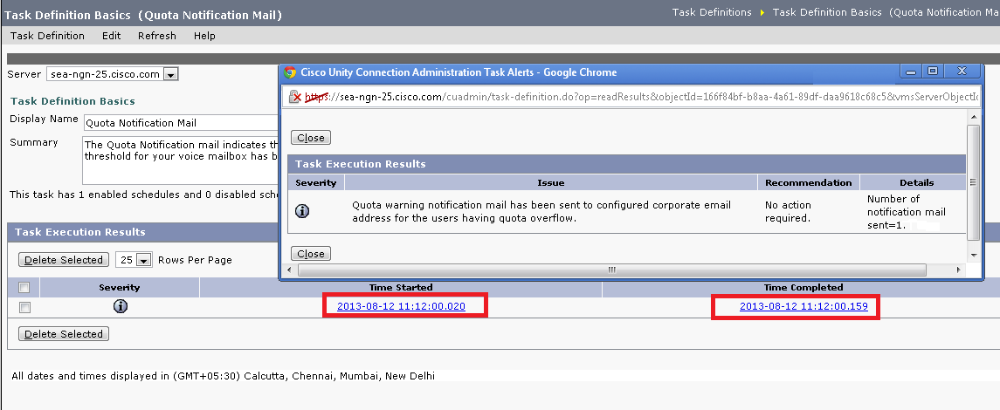 Task Definition Basics (Quota Notification Mail)
Task Definitions Task Definition Basics (Quota Notification Ma
Task Definition Edit Refresh Help
Server sea-ngn-25.cisco.com
Task Definition Basics
Display Name Quota Notification Mail
Summary The Quota Notification mail indicates th
threshold for your voice mailbox has b
This task has 1 enabled schedules and 0 disabled sche
Cisco Unity Connection Administration Task Alerts - Google Chrome
https://sea-ngn-25.cisco.com/cuadmin/task-definition.do?op=readResults&objectId=166f84bf-b8aa-4a61-89df-daa9618c68c5&vmsServerObjectId
Close
Task Execution Results
Severity Issue Recommendation Details
Quota warning notification mail has been sent to configured corporate email
address for the users having quota overflow.
No action
required.
Number of
notification mail
sent=1.
Close
Task Execution Results
Delete Selected 25 Rows Per Page
Severity Time Started Time Completed
2013-08-12 11:12:00.020 2013-08-12 11:12:00.159
Delete Selected
All dates and times displayed in (GMT+05:30) Calcutta, Chennai, Mumbai, New Delhi